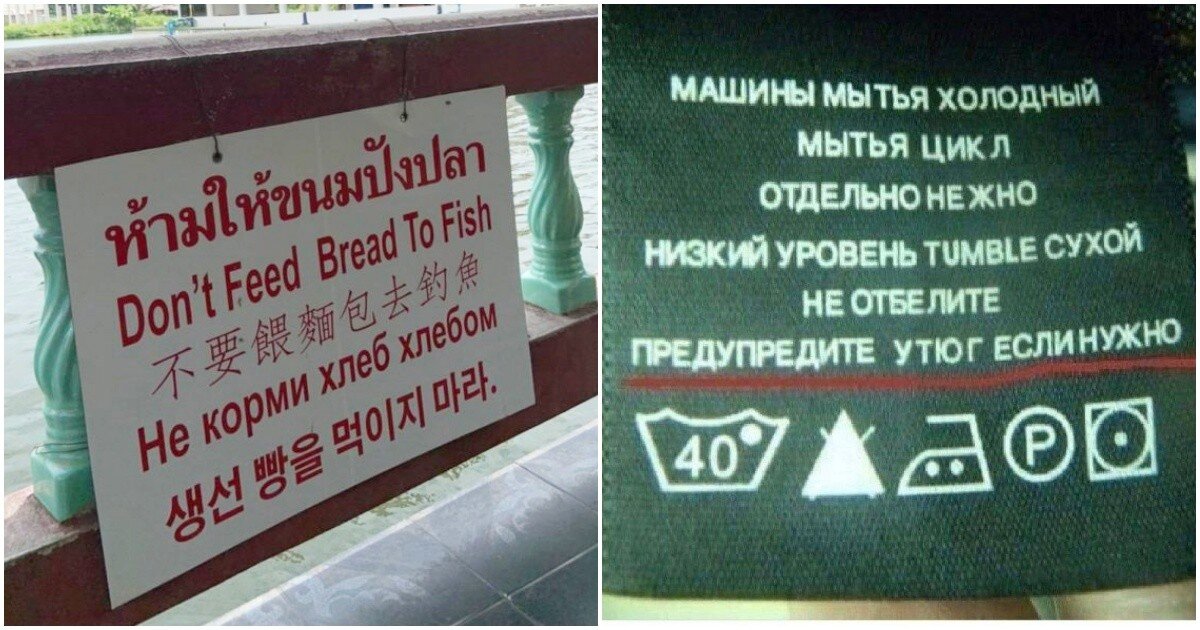 ห้ามให้ขนมปังปลา
Don't Feed Bread To Fish
不要餵麵包去釣魚
Не корми хлеб хлебом
생선 빵을 먹이지 마라.
МАШИНЫ МЫТЬЯ ХОЛОДНЫЙ
МЫТЬЯ ЦИКЛ
ОТДЕЛЬНО НЕЖНО
НИЗКИЙ УРОВЕНЬ TUMBLE СУХОЙ
НЕ ОТБЕЛИТЕ
ПРЕДУПРЕДИТЕ УТЮГ ЕСЛИ НУЖНО
40° P